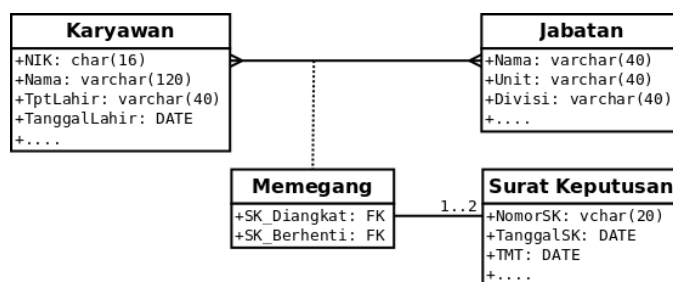 Karyawan
+NIK: char(16)
+Nama: varchar(120)
+TptLahir: varchar(40)
+TanggalLahir: DATE
+....
Jabatan
+Nama: varchar(40)
+Unit: varchar(40)
+Divisi: varchar(40)
+....
Memegang
+SK_Diangkat: FK
+SK_Berhenti: FK
1..2
Surat Keputusan
+NomorSK: vchar(20)
+TanggalSK: DATE
+TMT: DATE
+....